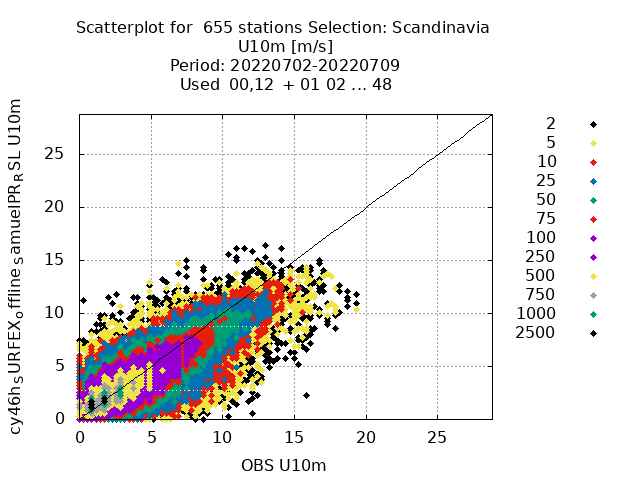 Scatterplot for  655 stations Selection: Scandinavia
U10m [m/s]
Period: 20220702-20220709
Used  00,12  + 01 02 ... 48
cy46h_SURFEX_offline_samuelPR_RSL U10m
25
20
15
10
5
0
0 5 10 15 20 25
OBS U10m
2
5
10
25
50
75
100
250
500
750
1000
2500